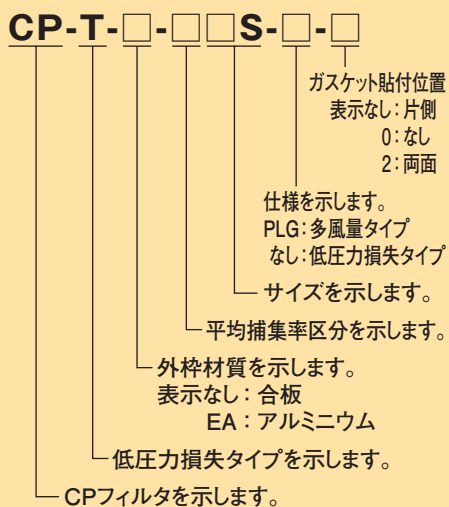 CP-T-□-□□S-□-□
ガスケット貼付位置
表示なし：片側
0：なし
2：両面
仕様を示します。
PLG：多風量タイプ
なし：低圧力損失タイプ
サイズを示します。
平均捕集率区分を示します。
外枠材質を示します。
表示なし：合板
EA：アルミニウム
低圧力損失タイプを示します。
CPフィルタを示します。